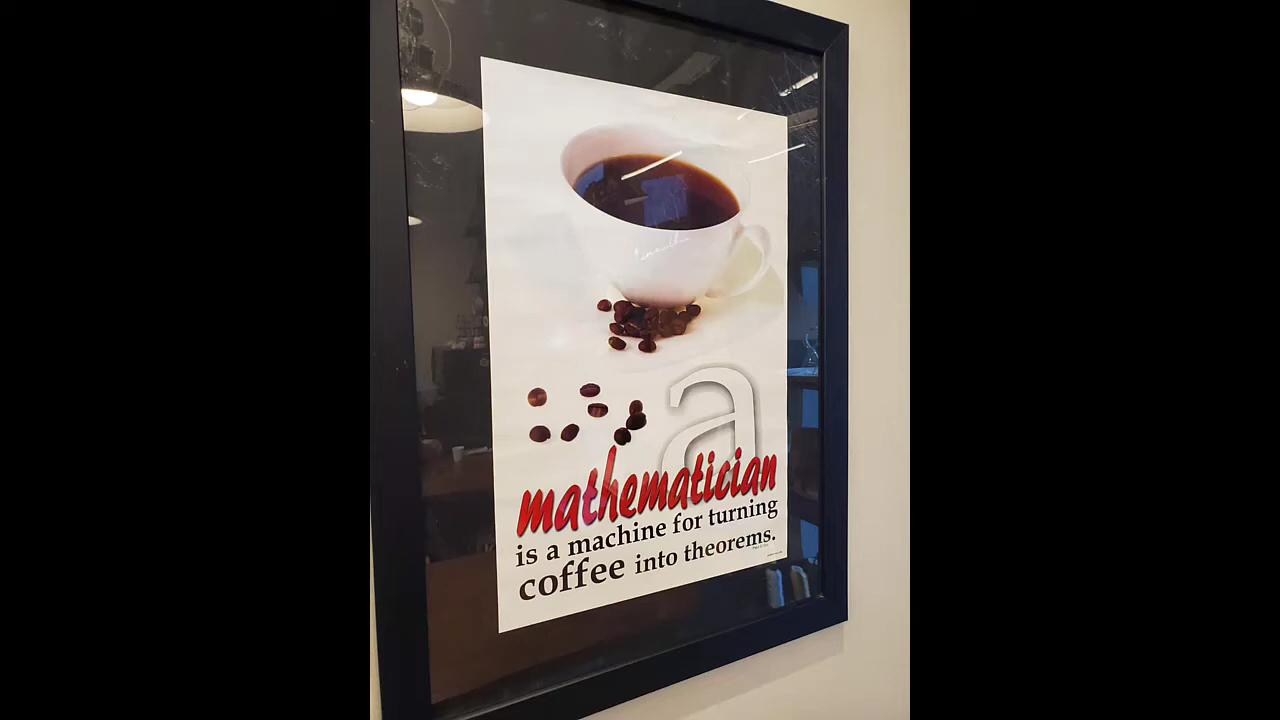 a
mathematician
is a machine for turning
coffee into theorems.